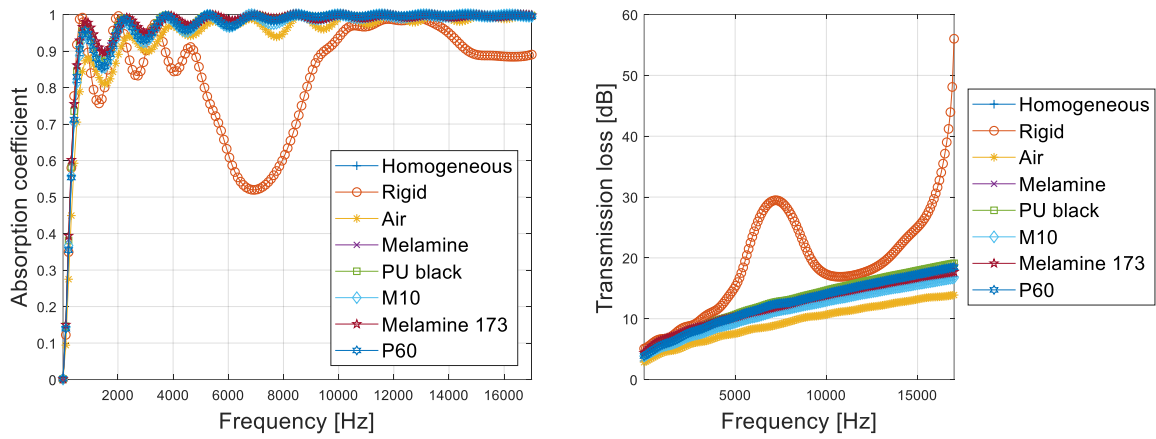 1
0.9
0.8
0.7
0.6
0.5
0.4
0.3
0.2
0.1
0
2000 4000 6000 8000 10000 12000 14000 16000
Frequency [Hz]
Absorption coefficient
Homogeneous
Rigid
Air
Melamine
PU black
M10
Melamine 173
P60
60
50
40
30
20
10
0
5000 10000 15000
Frequency [Hz]
Transmission loss [dB]
Homogeneous
Rigid
Air
Melamine
PU black
M10
Melamine 173
P60